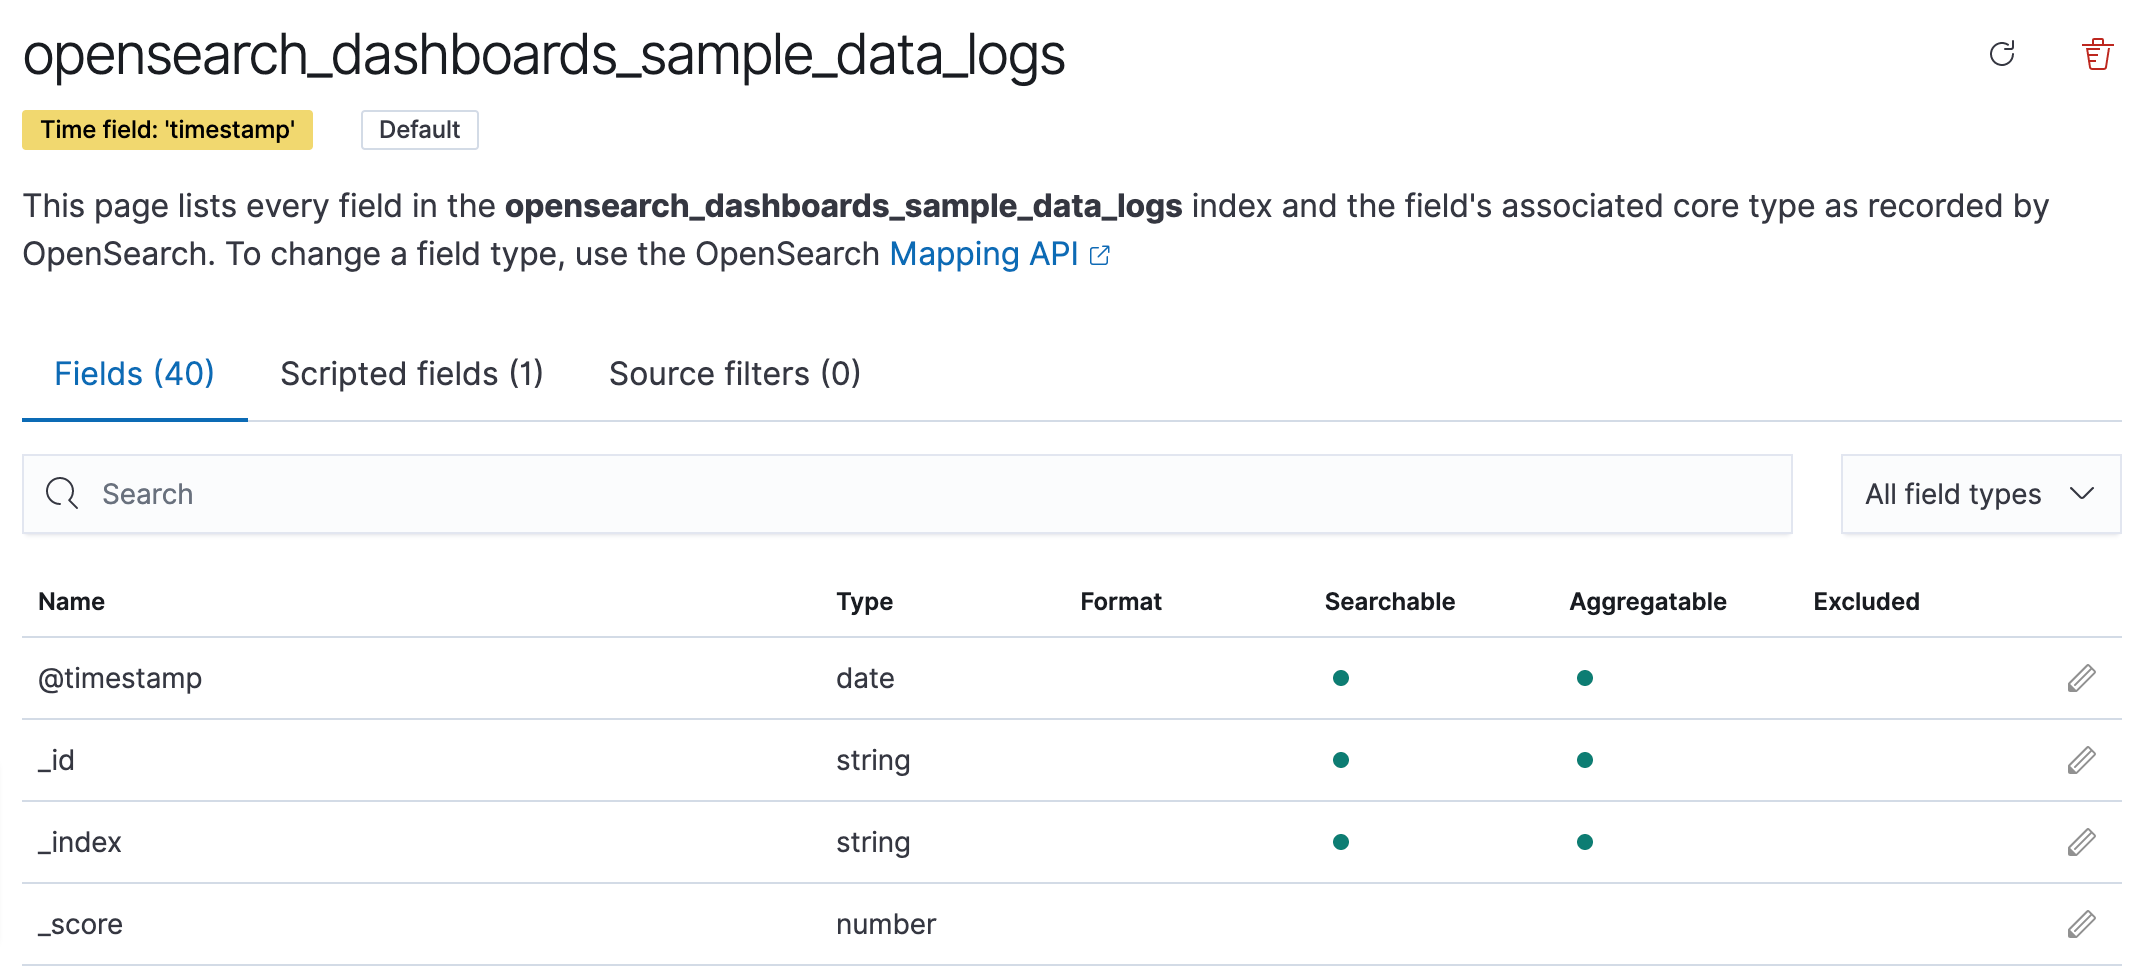 opensearch_dashboards_sample_data_logs
Time field: 'timestamp' Default
This page lists every field in the opensearch_dashboards_sample_data_logs index and the field's associated core type as recorded by
OpenSearch. To change a field type, use the OpenSearch Mapping API
Fields (40) Scripted fields (1) Source filters (0)
Search All field types
Name Type Format Searchable Aggregatable Excluded
@timestamp date
_id string
_index string
_score number